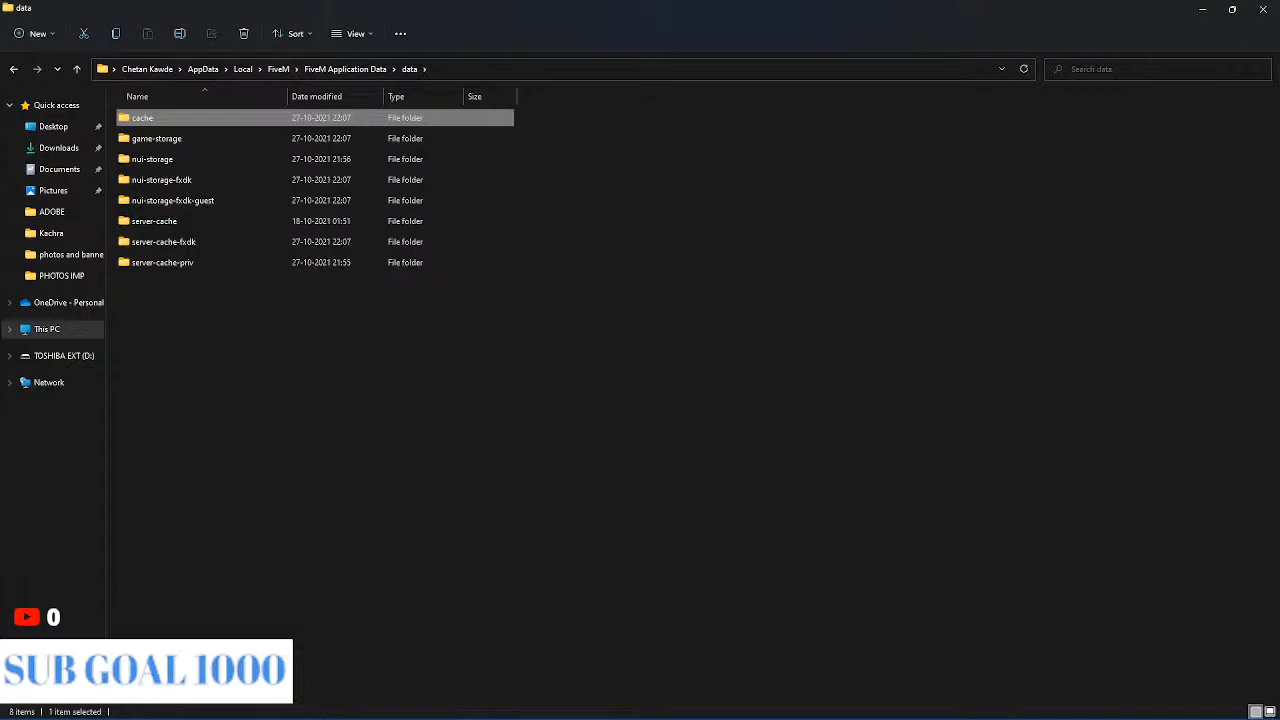 data
New
Sort
View
Chetan Kawde > AppData > Local > FiveM > FiveM Application Data > data >
Search data
Name Date modified Type Size
cache 27-10-2021 22:07 File folder
game-storage 27-10-2021 22:07 File folder
nui-storage 27-10-2021 21:56 File folder
nui-storage-fxdk 27-10-2021 22:07 File folder
nui-storage-fxdk-guest 27-10-2021 22:07 File folder
server-cache 18-10-2021 01:51 File folder
server-cache-fxdk 27-10-2021 22:07 File folder
server-cache-priv 27-10-2021 21:55 File folder
Quick access
Desktop
Downloads
Documents
Pictures
ADOBE
Kachra
photos and banne
PHOTOS IMP
OneDrive - Personal
This PC
TOSHIBA EXT (D:)
Network
0
SUB GOAL 1000
8 items
1 item selected